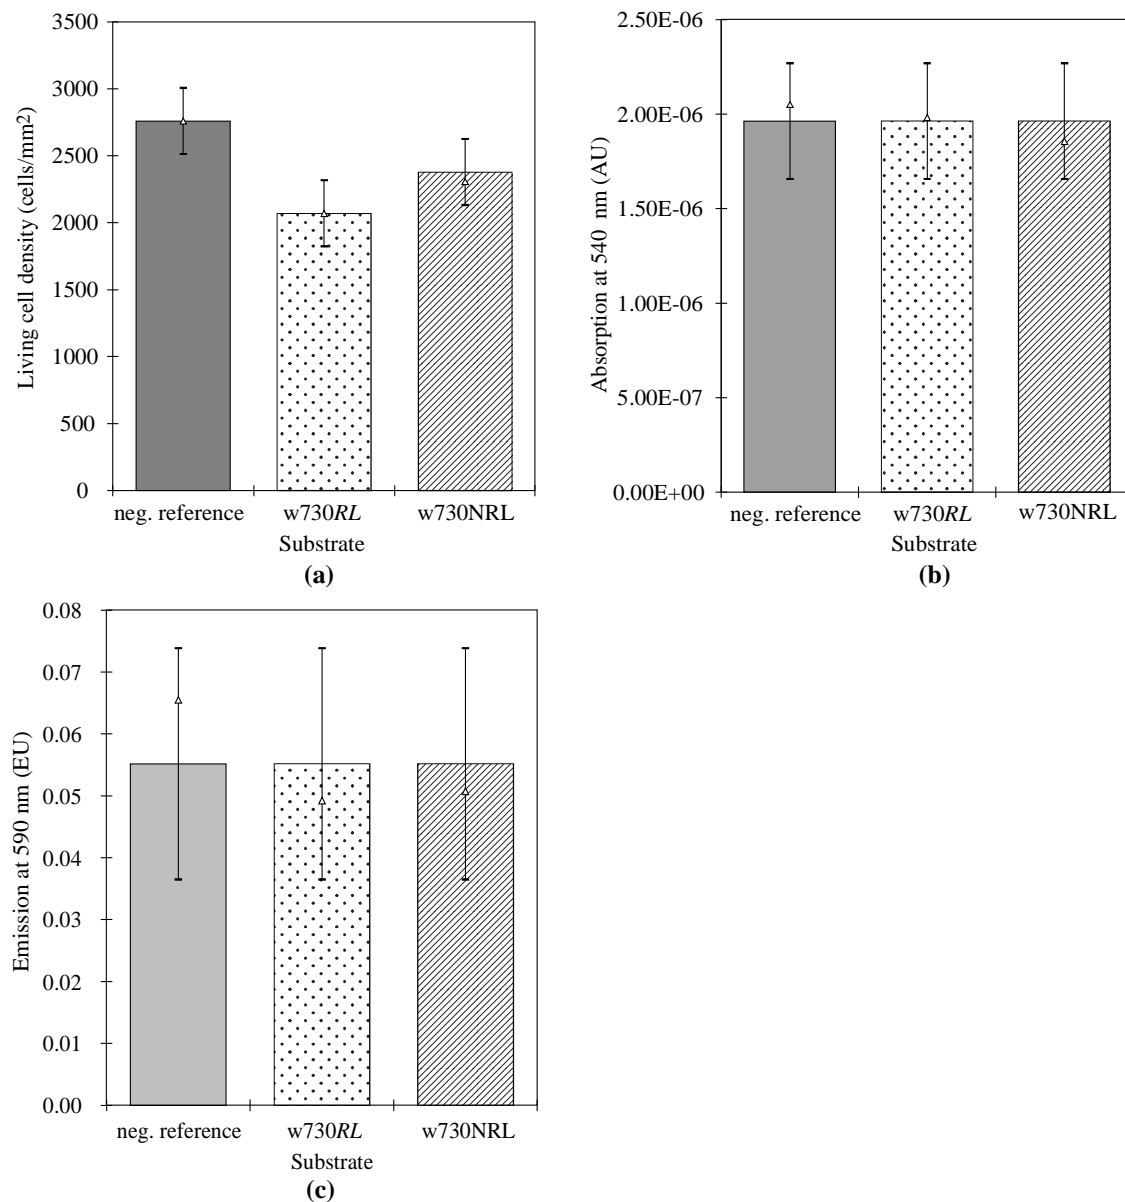 3500
3000
2500
2000
1500
1000
500
0
Living cell density (cells/mm2)
neg. reference w730RL w730NRL
Substrate
(a)
2.50E-06
2.00E-06
1.50E-06
1.00E-06
5.00E-07
0.00E+00
Absorption at 540 nm (AU)
neg. reference w730RL w730NRL
Substrate
(b)
0.08
0.07
0.06
0.05
0.04
0.03
0.02
0.01
0.00
Emission at 590 nm (EU)
neg. reference w730RL w730NRL
Substrate
(c)